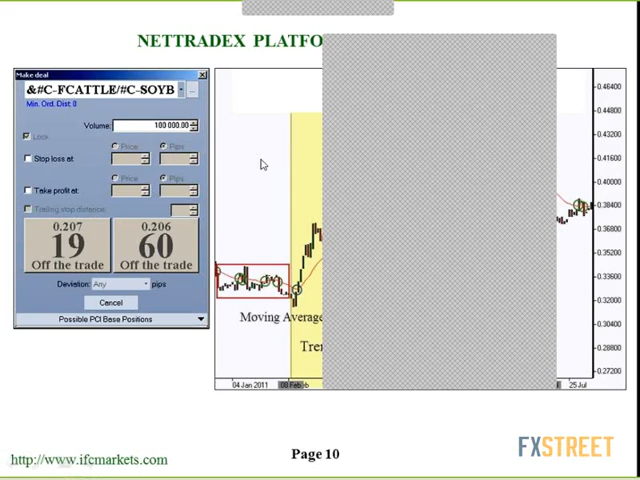 NETTRADEX PLATFO
Make deal
&#C-FCATTLE/#C-SOYB
...
Min. Ord. Dist: 0
Volume: 100 000.00
Lock
Price Pips
Stop loss at:
Price Pips
Take profit at:
Trailing stop distance:
0.207 0.206
19 60
Off the trade Off the trade
Deviation: Any pips
Cancel
Possible PCI Base Positions
0.46400
0.44800
0.43200
0.41600
0.40000
0.38400
0.36800
0.35200
0.33600
0.32000
0.30400
0.28800
0.27200
Moving Average
04 Jan 2011 25 Jul
http://www.ifcmarkets.com
Page 10
FXSTREET